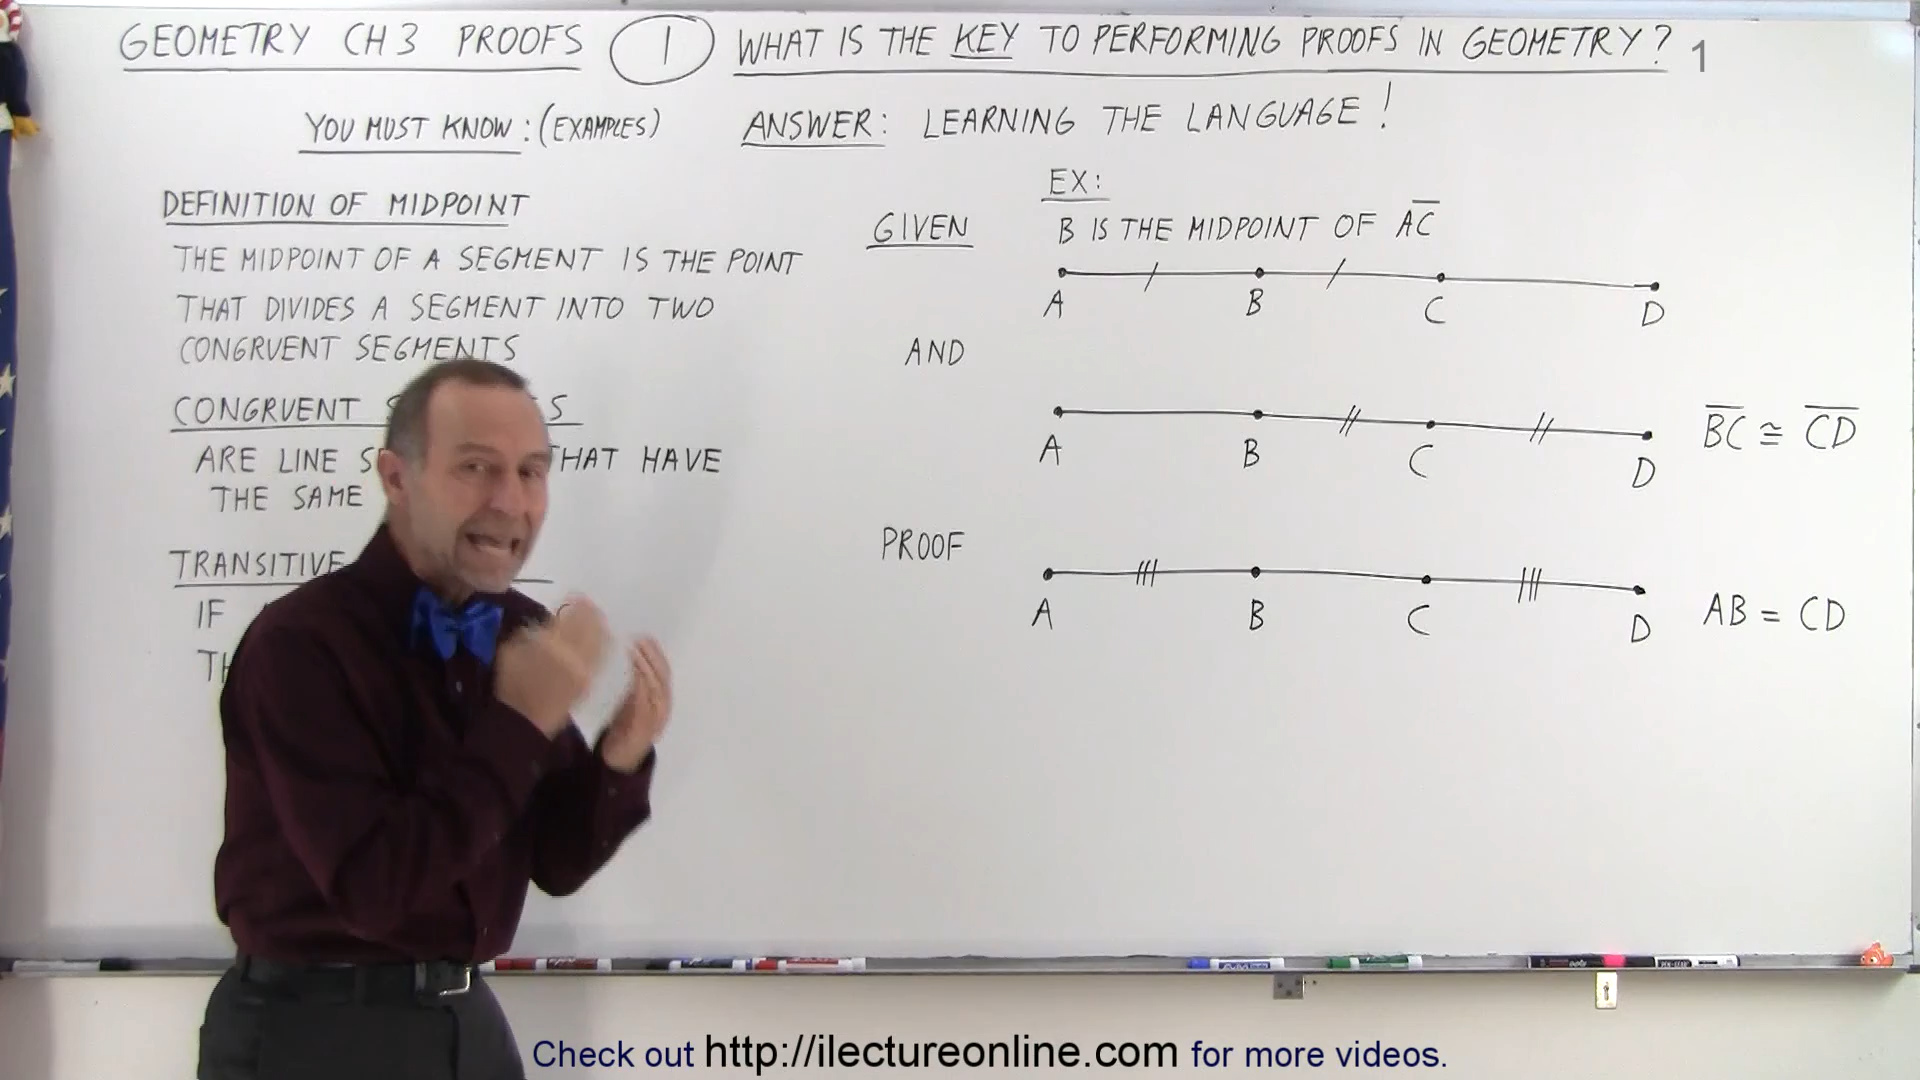 GEOMETRY CH 3 PROOFS 1 WHAT IS THE KEY TO PERFORMING PROOFS IN GEOMETRY? 1
YOU MUST KNOW: (EXAMPLES) ANSWER: LEARNING THE LANGUAGE!
DEFINITION OF MIDPOINT
THE MIDPOINT OF A SEGMENT IS THE POINT
THAT DIVIDES A SEGMENT INTO TWO
CONGRUENT SEGMENTS
CONGRUENT S S
ARE LINE S THAT HAVE
THE SAME
TRANSITIVE
IF
TH
EX:
GIVEN B IS THE MIDPOINT OF A̅C̅
A B C D
AND
A B C D B̅C̅ ≅ C̅D̅
PROOF
A B C D AB = CD
Check out http://ilectureonline.com for more videos.